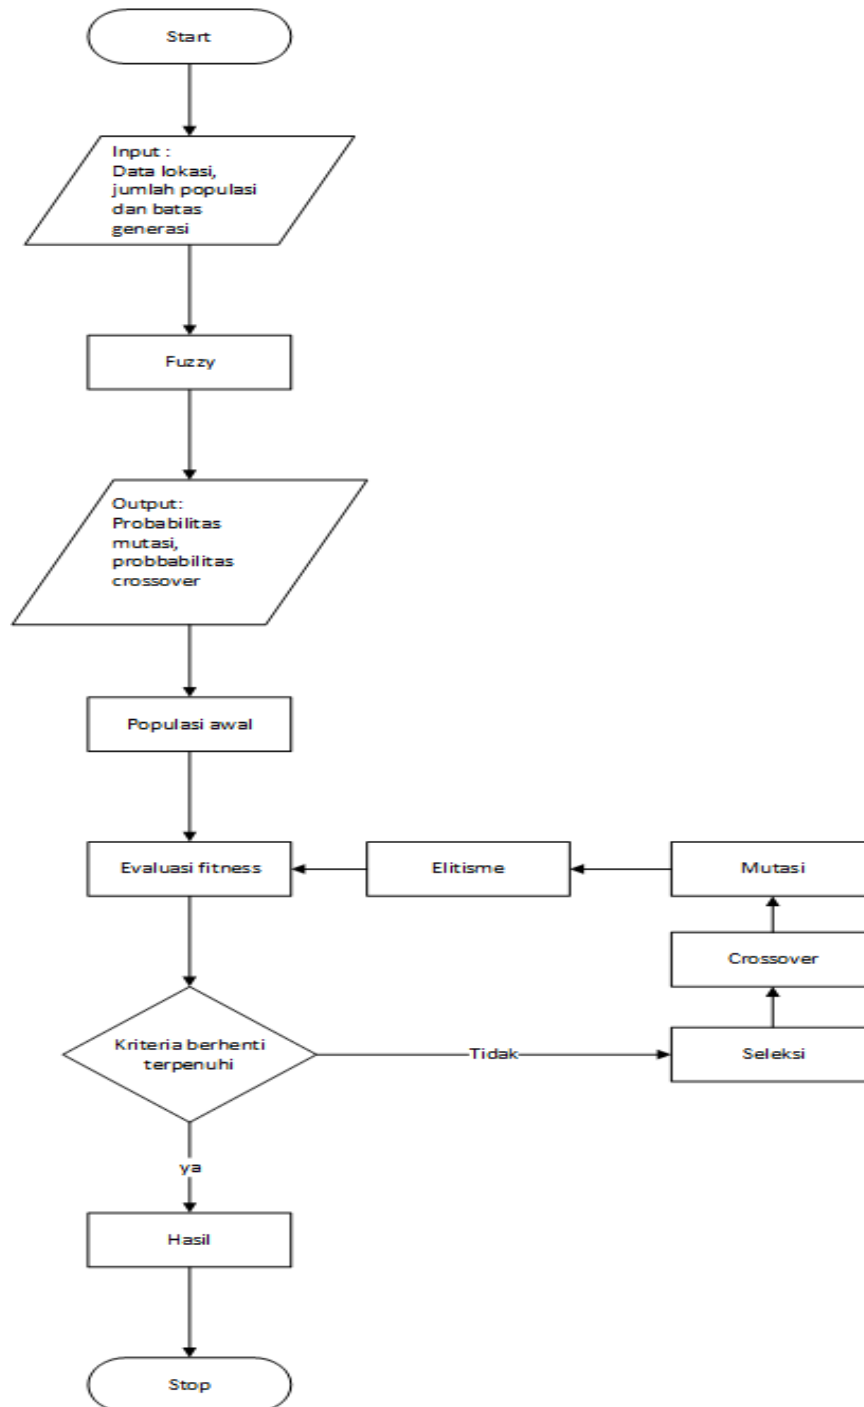 Start
Input :
Data lokasi,
jumlah populasi
dan batas
generasi
Fuzzy
Output:
Probabilitas
mutasi,
probbabilitas
crossover
Populasi awal
Evaluasi fitness
Elitisme
Mutasi
Crossover
Kriteria berhenti
terpenuhi
Tidak
Seleksi
ya
Hasil
Stop